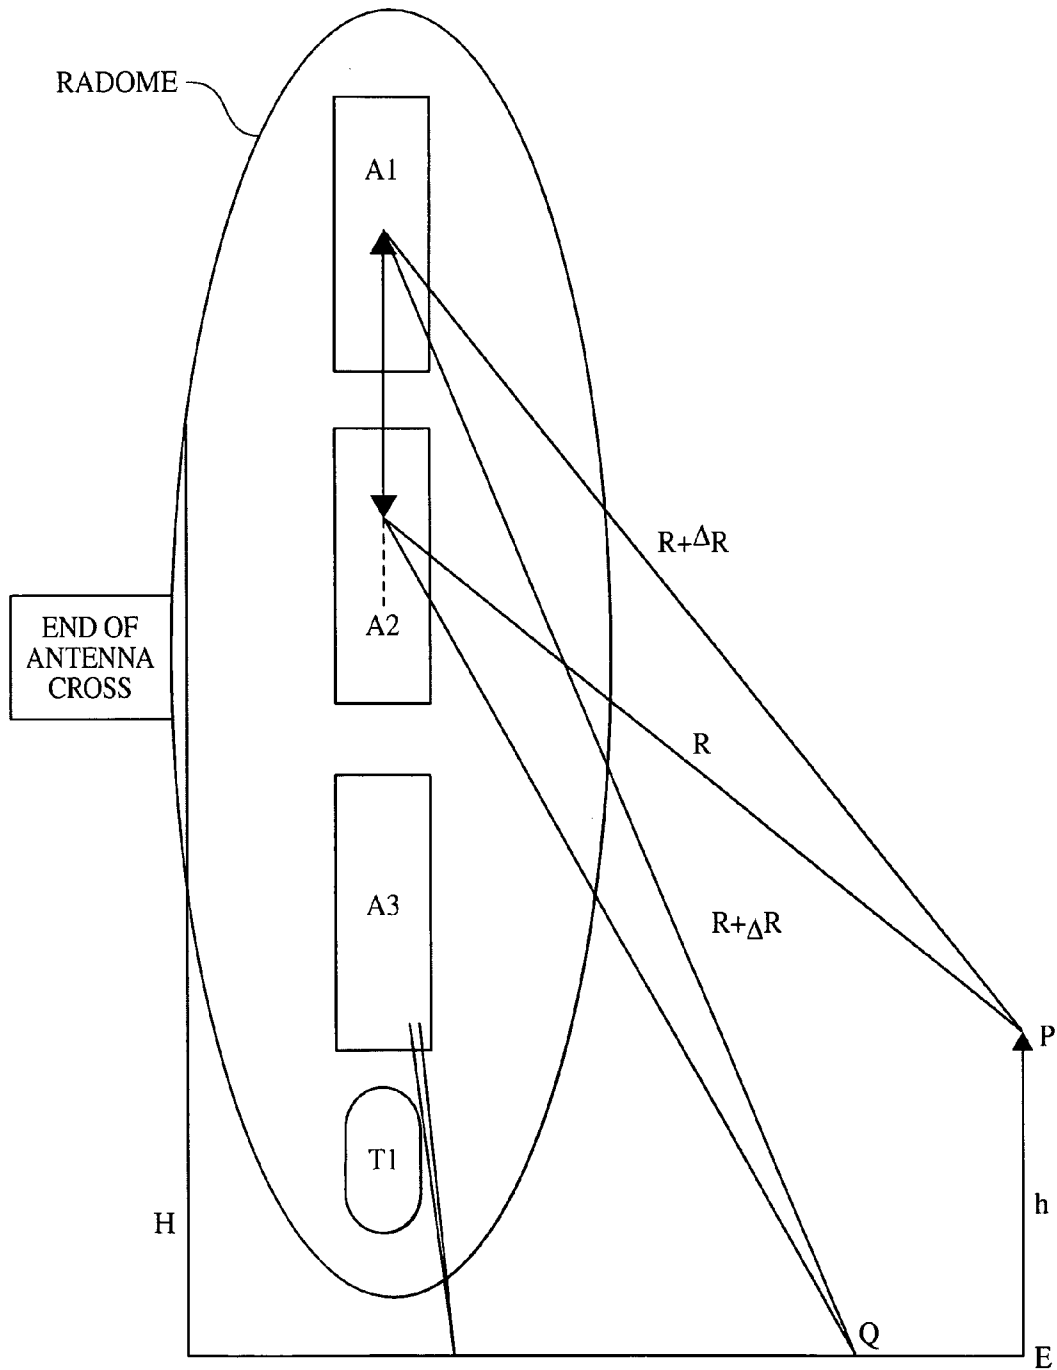 RADOME
A1
R+ΔR
END OF
ANTENNA
CROSS
A2
R
A3
R+ΔR
P
T1
H
h
Q
E